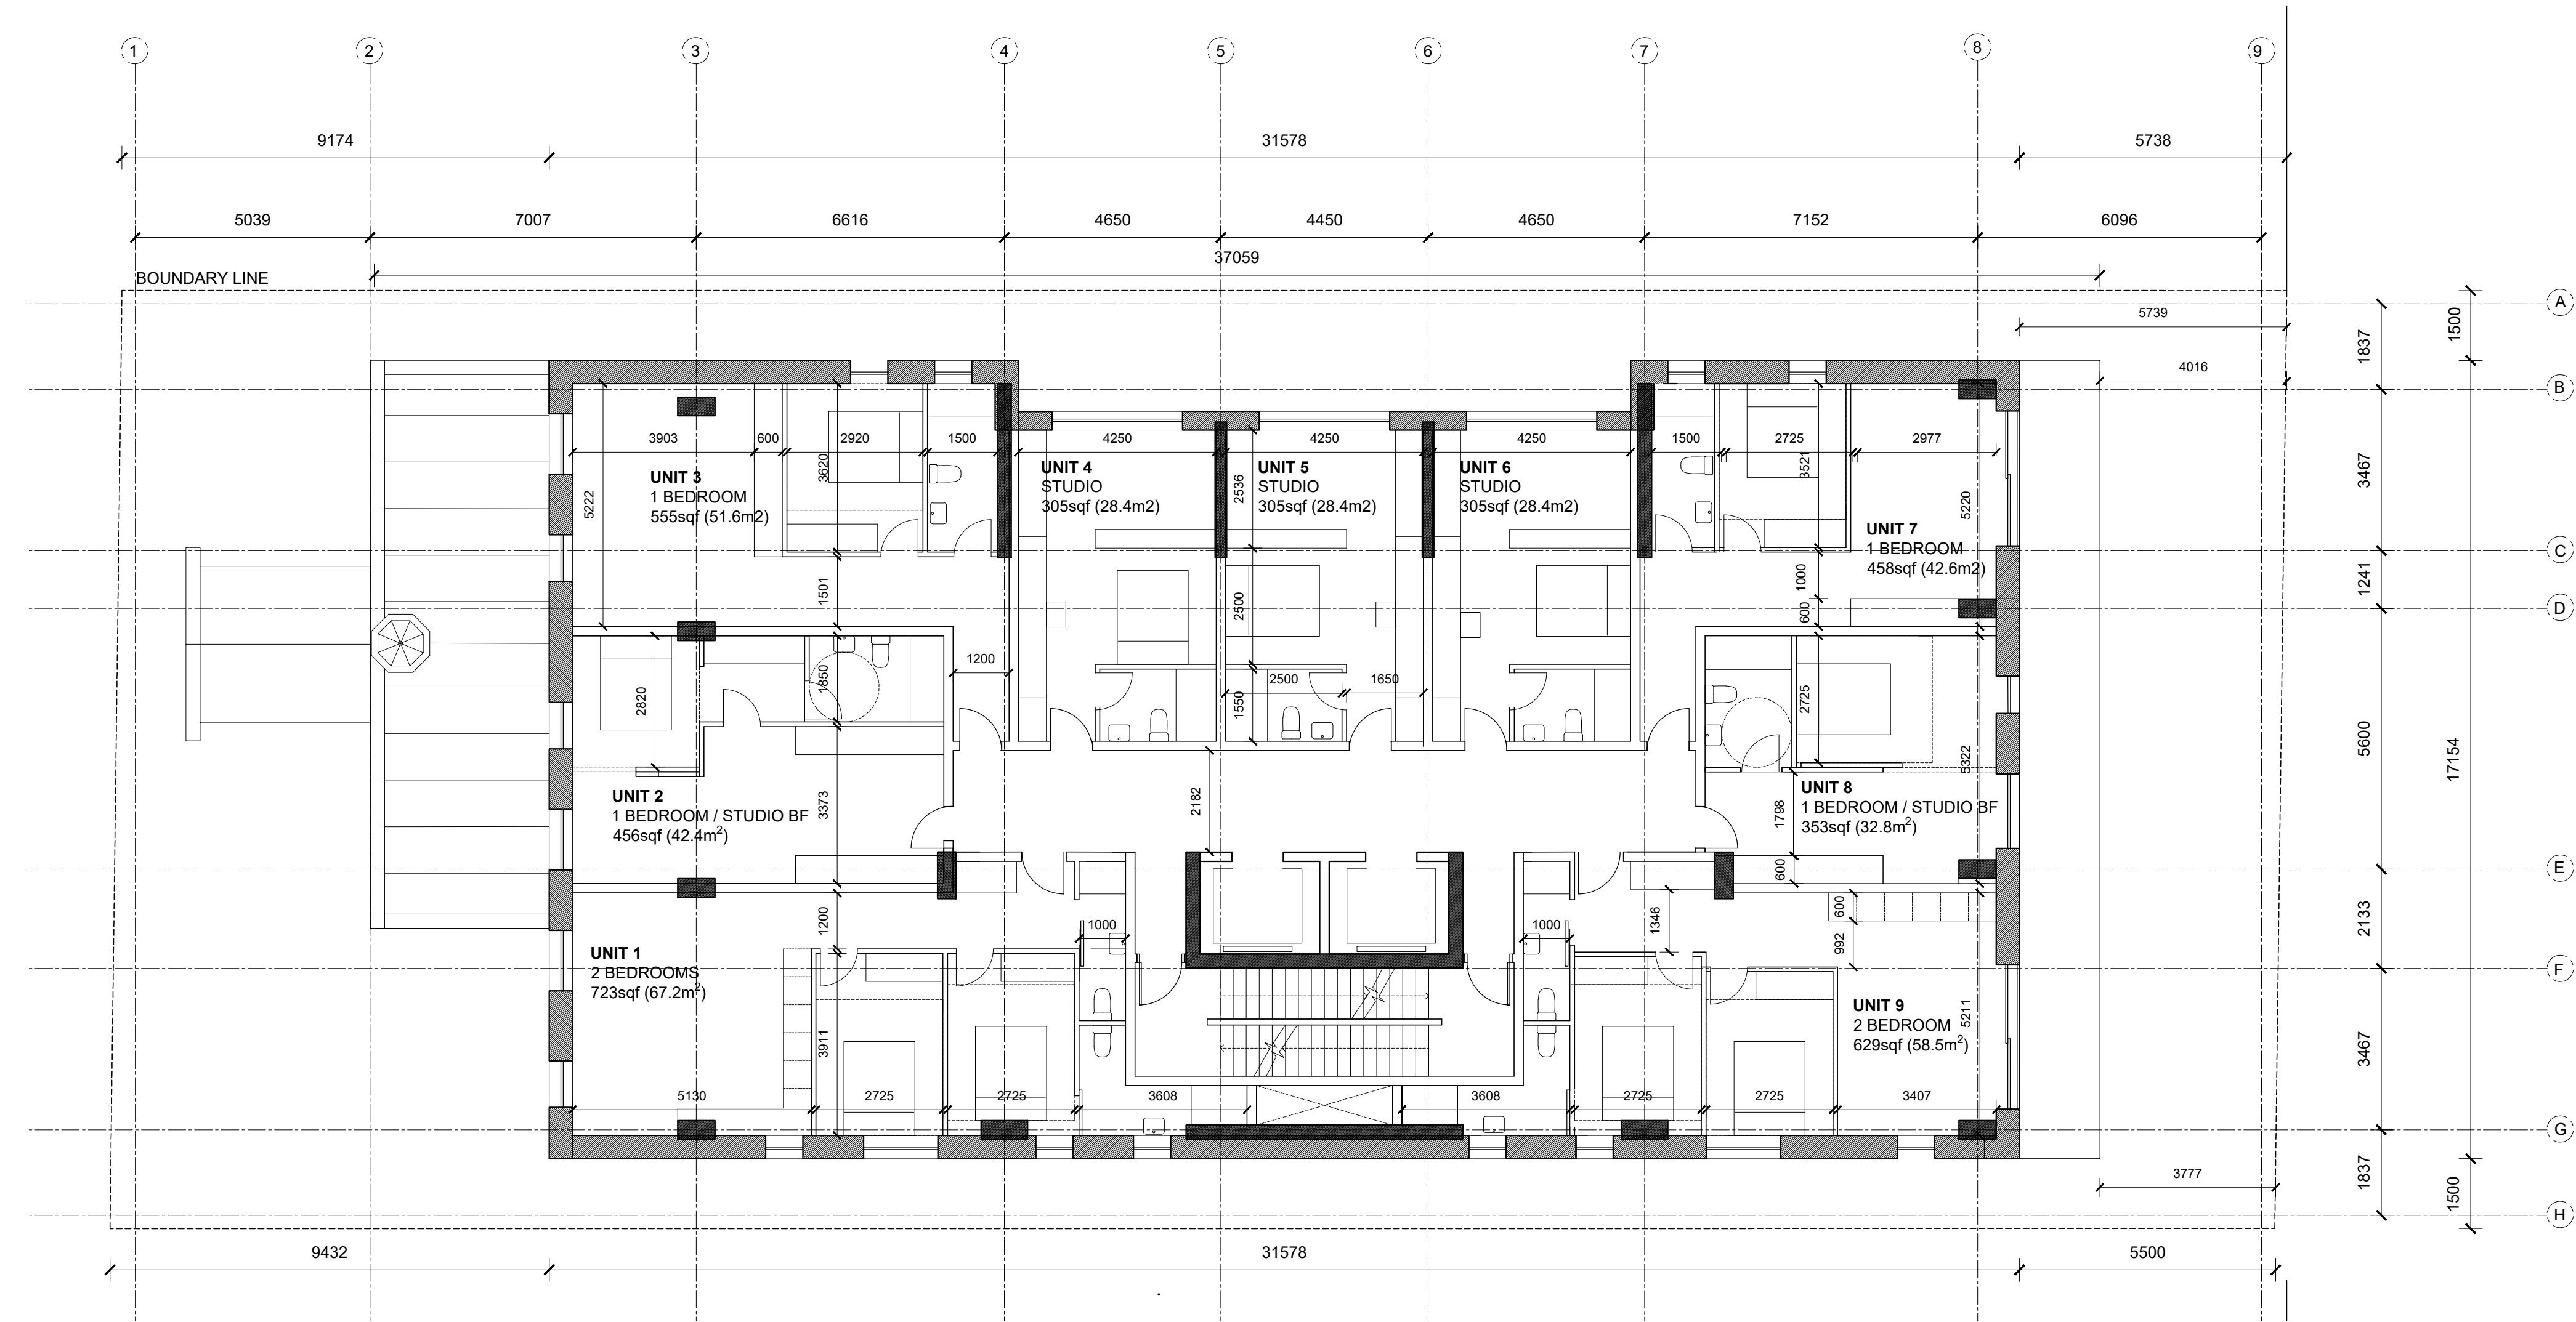 1 2 3 4 5 6 7 8 9
9174 31578 5738
5039 7007 6616 4650 4450 4650 7152 6096
37059
BOUNDARY LINE
A
5739
1500
1837
4016
B
3903 600 2920 1500 4250 4250 4250 1500 2725 2977
3620
3521
3467
UNIT 3
1 BEDROOM
555sqf (51.6m2)
UNIT 4
STUDIO
305sqf (28.4m2)
UNIT 5
STUDIO
305sqf (28.4m2)
UNIT 6
STUDIO
305sqf (28.4m2)
UNIT 7
1 BEDROOM
458sqf (42.6m2)
5222
2536
5220
C
1501
2500
1000
600
1241
D
1200
2820
1850
2500 1650
1550
2725
5600
17154
5322
UNIT 2
1 BEDROOM / STUDIO BF
456sqf (42.4m2)
3373
2182
UNIT 8
1 BEDROOM / STUDIO BF
353sqf (32.8m2)
1798
600
E
1200
1000
1000
1346
600
992
2133
UNIT 1
2 BEDROOMS
723sqf (67.2m2)
F
UNIT 9
2 BEDROOM
629sqf (58.5m2)
3911
5211
3467
5130 2725 2725 3608 3608 2725 2725 3407
G
1837
3777
1500
H
9432 31578 5500